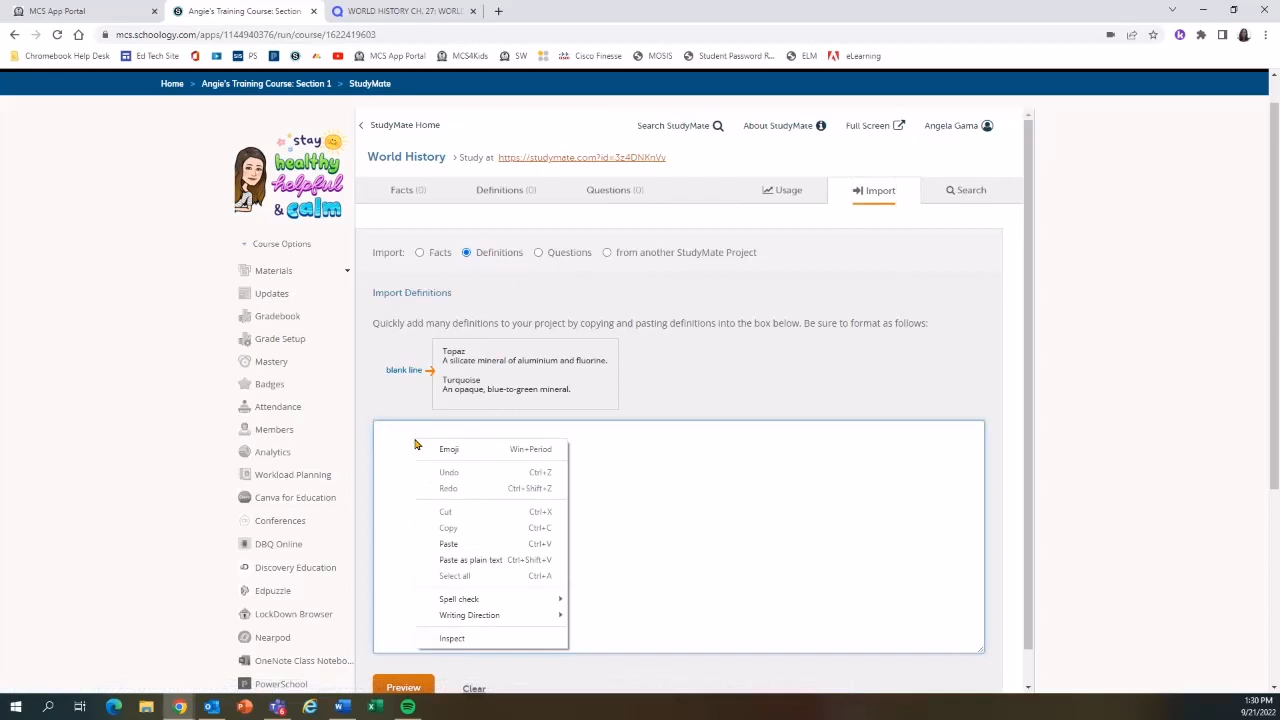 MCS App Portal
Angie's Training Course: Section
WORLD HISTORY CH. 27: WORL
mcs.schoology.com/apps/1144940376/run/course/1622419603
Chromebook Help Desk
Ed Tech Site
PS
MCS App Portal
MCS4Kids
SW
Cisco Finesse
MOSIS
Student Password R...
ELM
eLearning
Home > Angie's Training Course: Section 1 > StudyMate
stay
healthy
helpful
& calm
StudyMate Home
Search StudyMate
About StudyMate
Full Screen
Angela Gama
World History > Study at https://studymate.com?id=3z4DNKnVv
Facts (0)
Definitions (0)
Questions (0)
Usage
Import
Search
Course Options
Materials
Updates
Gradebook
Grade Setup
Mastery
Badges
Attendance
Members
Analytics
Workload Planning
Canva for Education
Conferences
DBQ Online
Discovery Education
Edpuzzle
LockDown Browser
Nearpod
OneNote Class Notebo...
PowerSchool
Import: Facts Definitions Questions from another StudyMate Project
Import Definitions
Quickly add many definitions to your project by copying and pasting definitions into the box below. Be sure to format as follows:
Topaz
A silicate mineral of aluminium and fluorine.
blank line
Turquoise
An opaque, blue-to-green mineral.
Emoji Win+Period
Undo Ctrl+Z
Redo Ctrl+Shift+Z
Cut Ctrl+X
Copy Ctrl+C
Paste Ctrl+V
Paste as plain text Ctrl+Shift+V
Select all Ctrl+A
Spell check
Writing Direction
Inspect
Preview
Clear
1:30 PM
9/21/2022